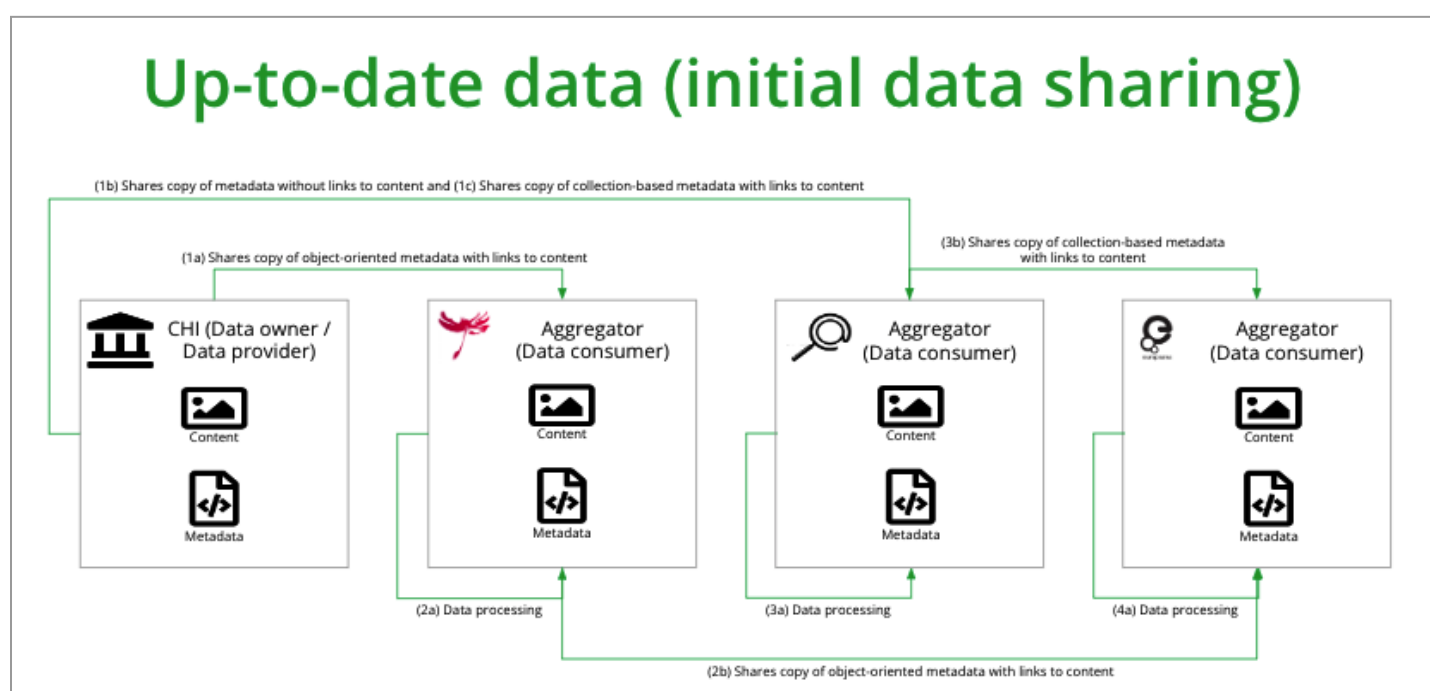 Up-to-date data (initial data sharing)
(1b) Shares copy of metadata without links to content and (1c) Shares copy of collection-based metadata with links to content
(1a) Shares copy of object-oriented metadata with links to content
(3b) Shares copy of collection-based metadata
with links to content
CHI (Data owner /
Data provider)
Content
Metadata
Aggregator
(Data consumer)
Content
Metadata
Aggregator
(Data consumer)
Content
Metadata
Aggregator
(Data consumer)
Content
Metadata
(2a) Data processing
(3a) Data processing
(4a) Data processing
(2b) Shares copy of object-oriented metadata with links to content